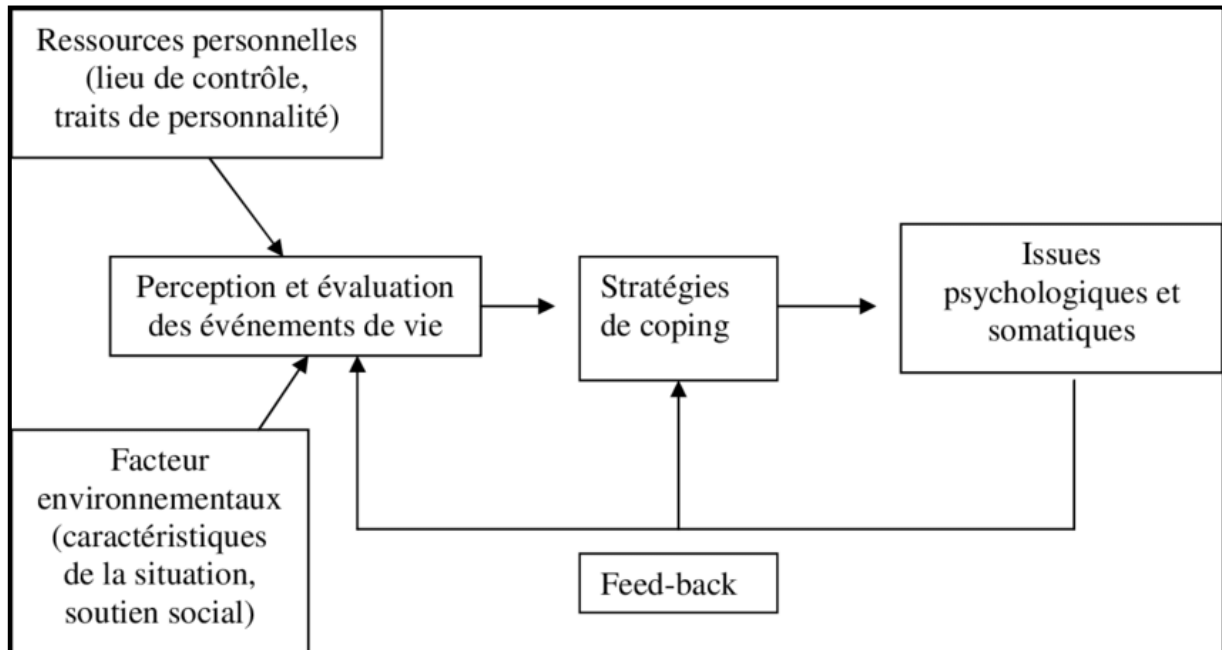 Ressources personnelles
(lieu de contrôle,
traits de personnalité)
Perception et évaluation
des événements de vie
Stratégies
de coping
Issues
psychologiques et
somatiques
Facteur
environnementaux
(caractéristiques
de la situation,
soutien social)
Feed-back